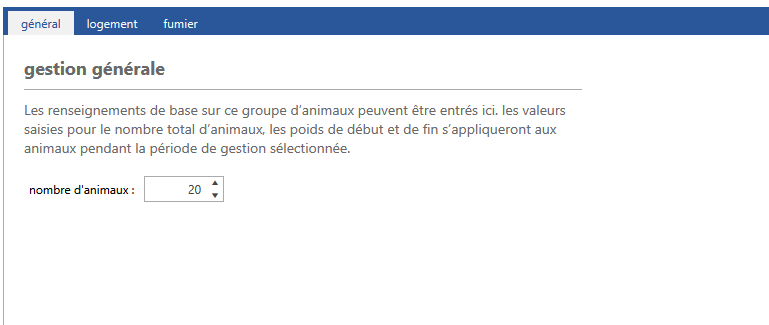 général logement fumier
gestion générale
Les renseignements de base sur ce groupe d’animaux peuvent être entrés ici. les valeurs
saisies pour le nombre total d’animaux, les poids de début et de fin s’appliqueront aux
animaux pendant la période de gestion sélectionnée.
nombre d'animaux : 20